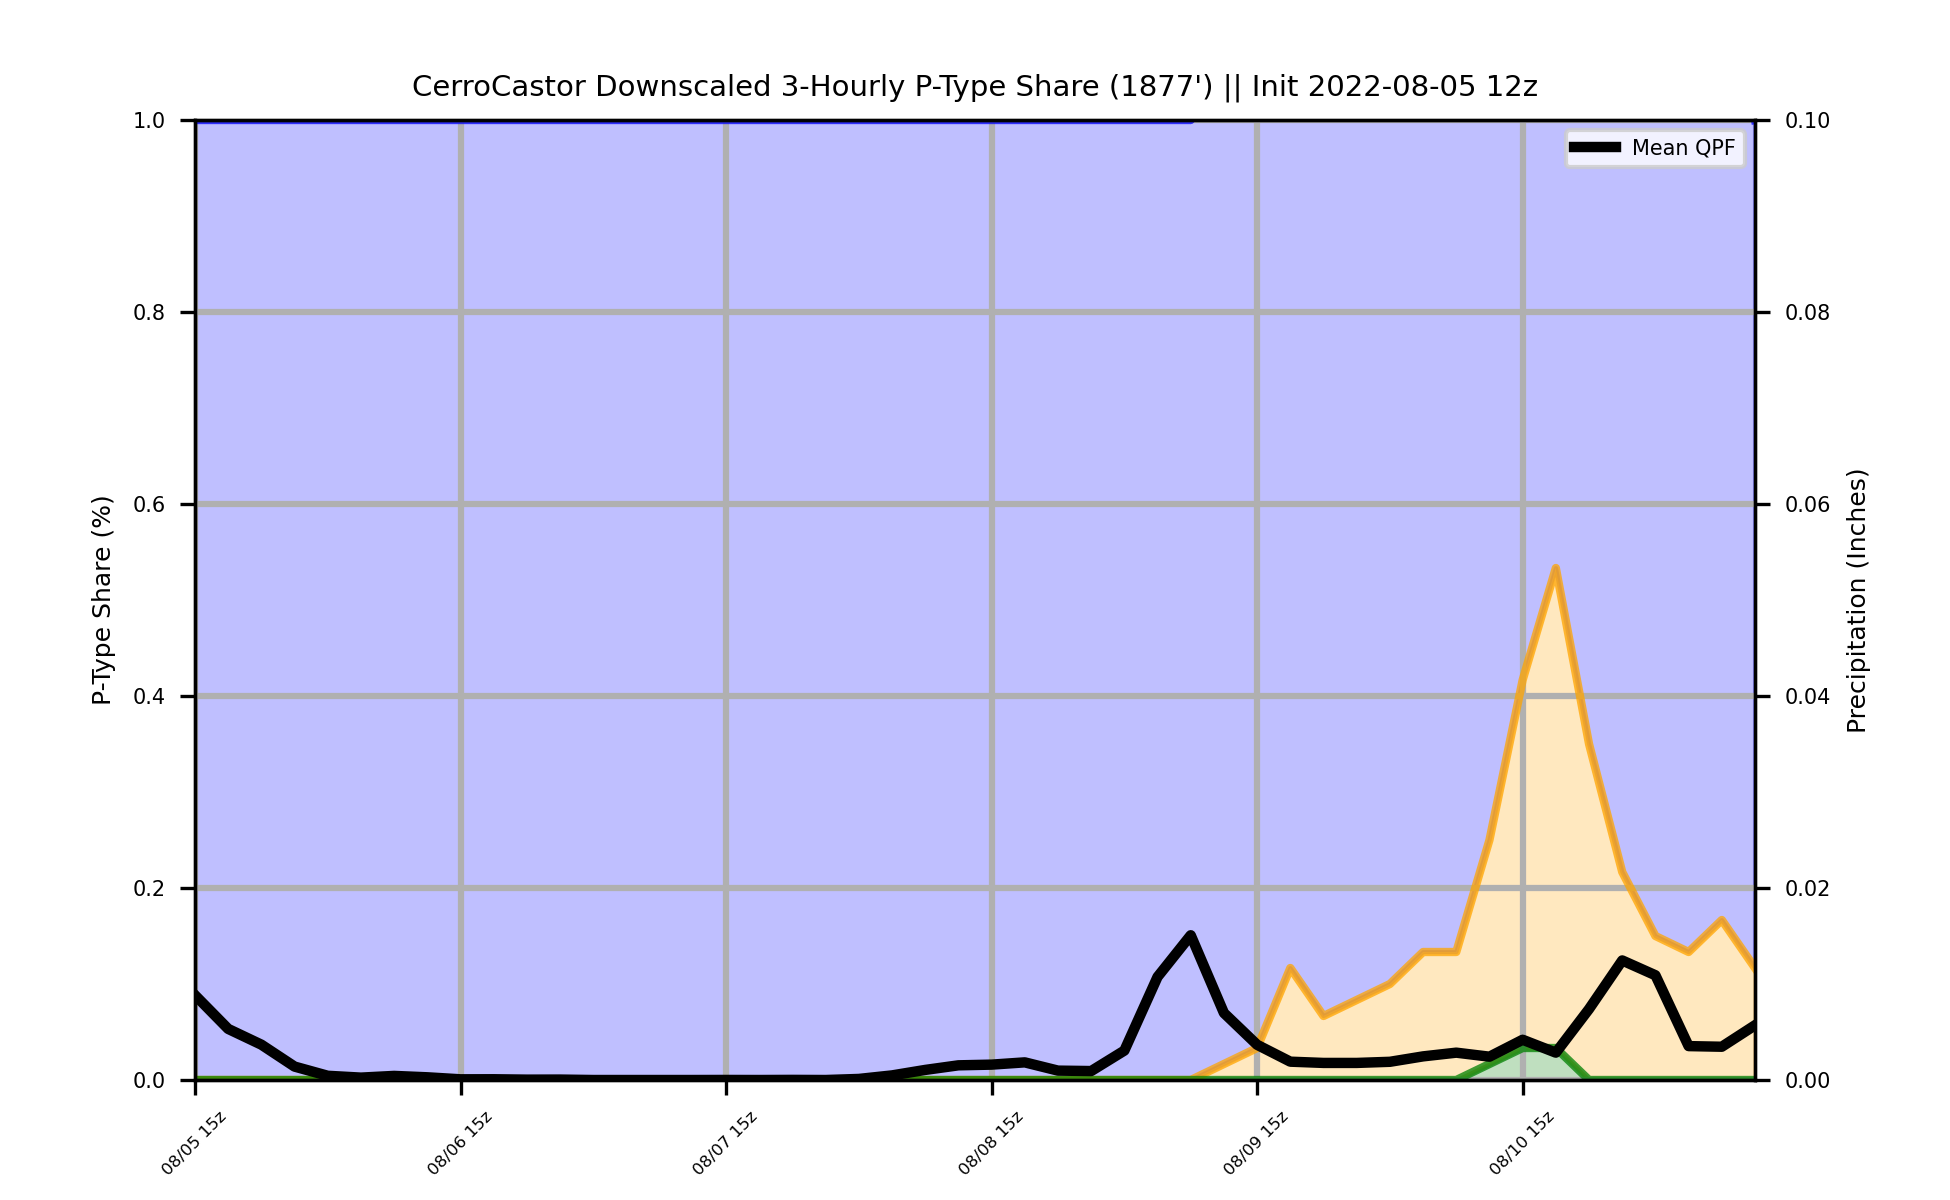 CerroCastor Downscaled 3-Hourly P-Type Share (1877') || Init 2022-08-05 12z
Mean QPF
P-Type Share (%)
1.0
0.8
0.6
0.4
0.2
0.0
0.10
0.08
0.06
0.04
0.02
0.00
Precipitation (Inches)
08/05 15z
08/06 15z
08/07 15z
08/08 15z
08/09 15z
08/10 15z